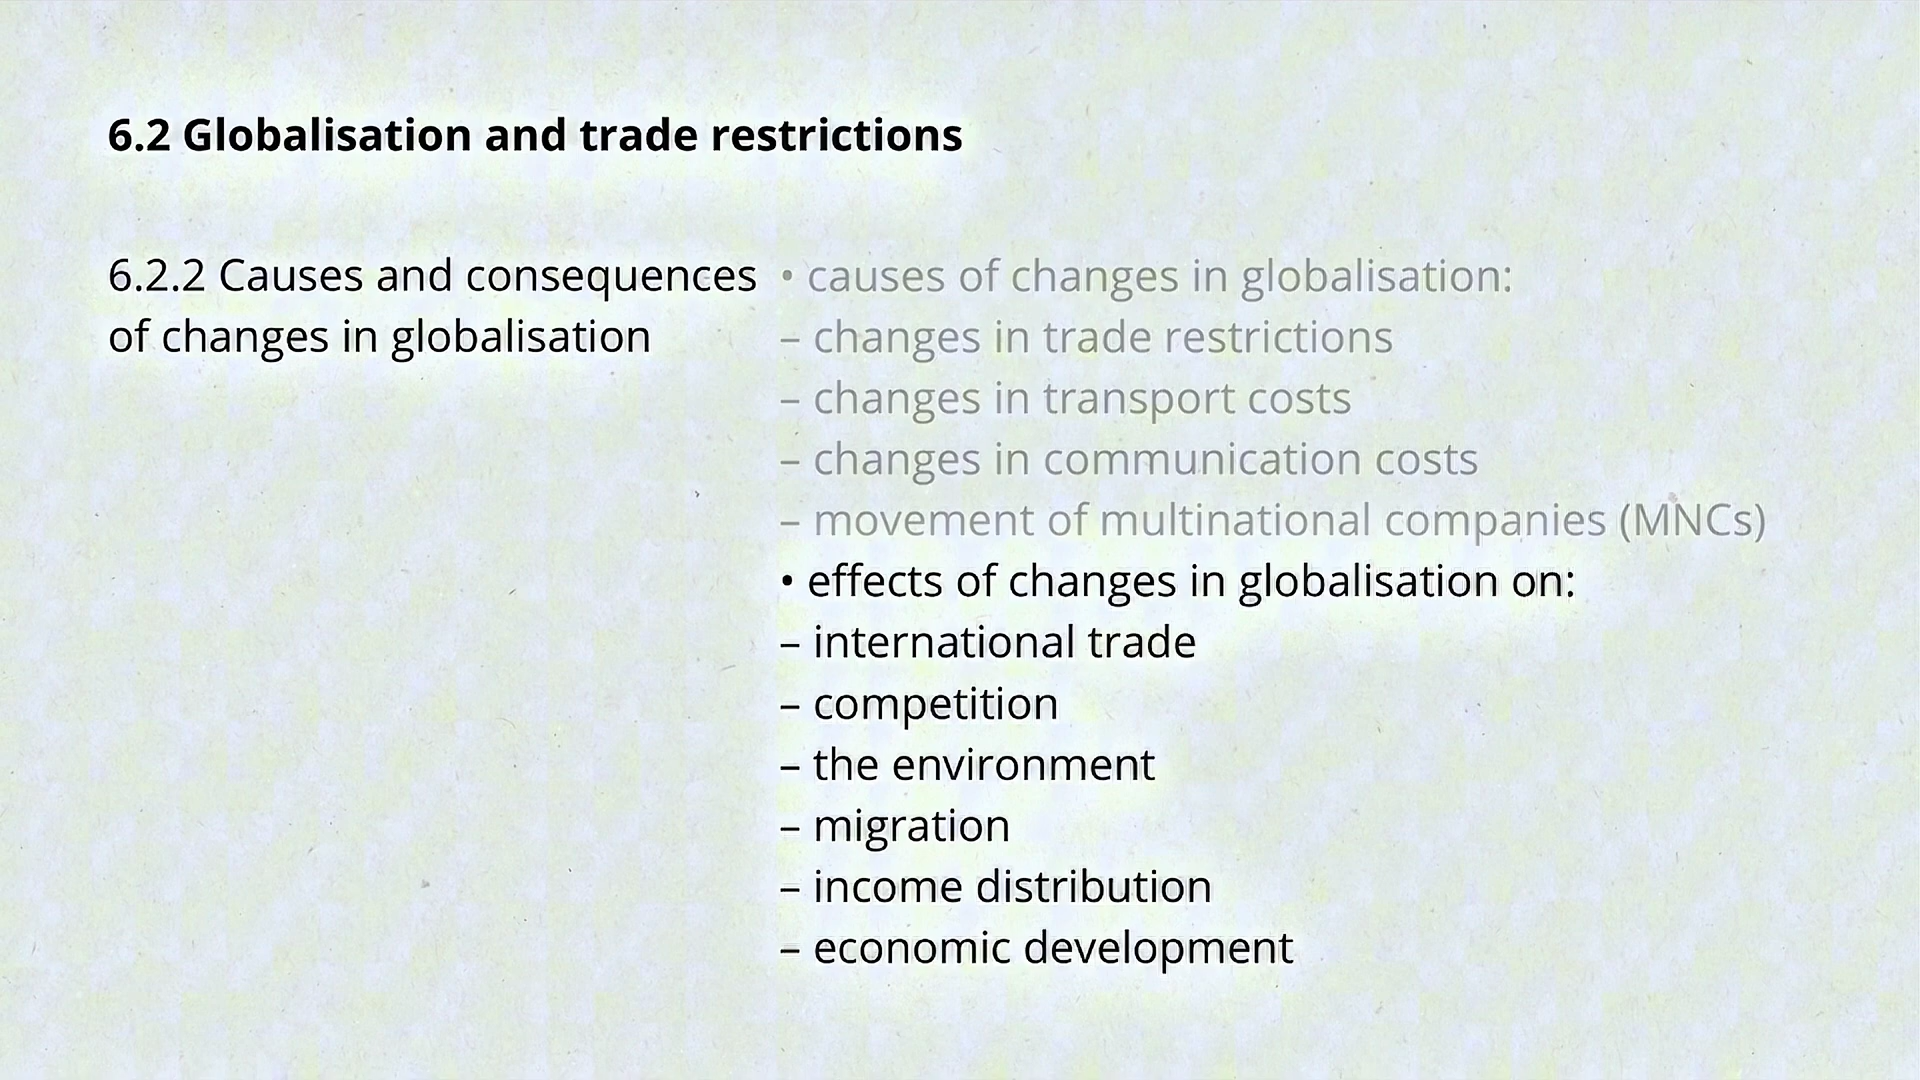 6.2 Globalisation and trade restrictions
6.2.2 Causes and consequences
of changes in globalisation
• causes of changes in globalisation:
– changes in trade restrictions
– changes in transport costs
– changes in communication costs
– movement of multinational companies (MNCs)
• effects of changes in globalisation on:
– international trade
– competition
– the environment
– migration
– income distribution
– economic development